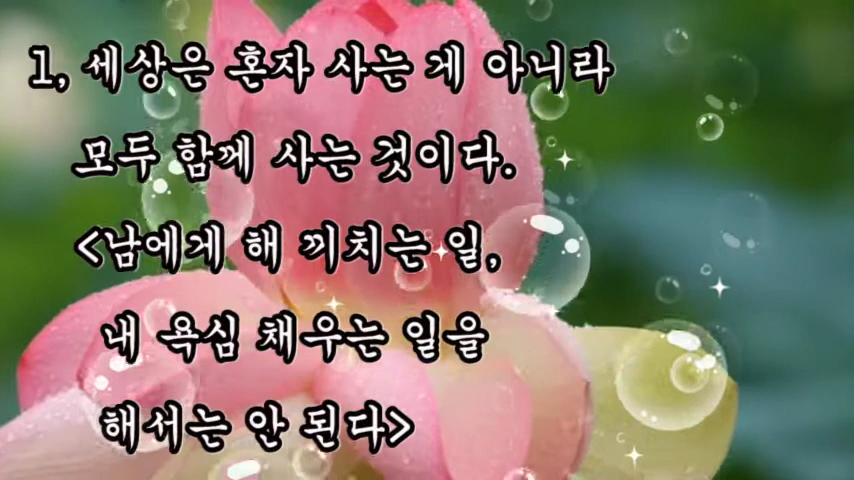 1, 세상은 혼자 사는 게 아니라
모두 함께 사는 것이다.
<남에게 해 끼치는 일,
내 욕심 채우는 일을
해서는 안 된다>